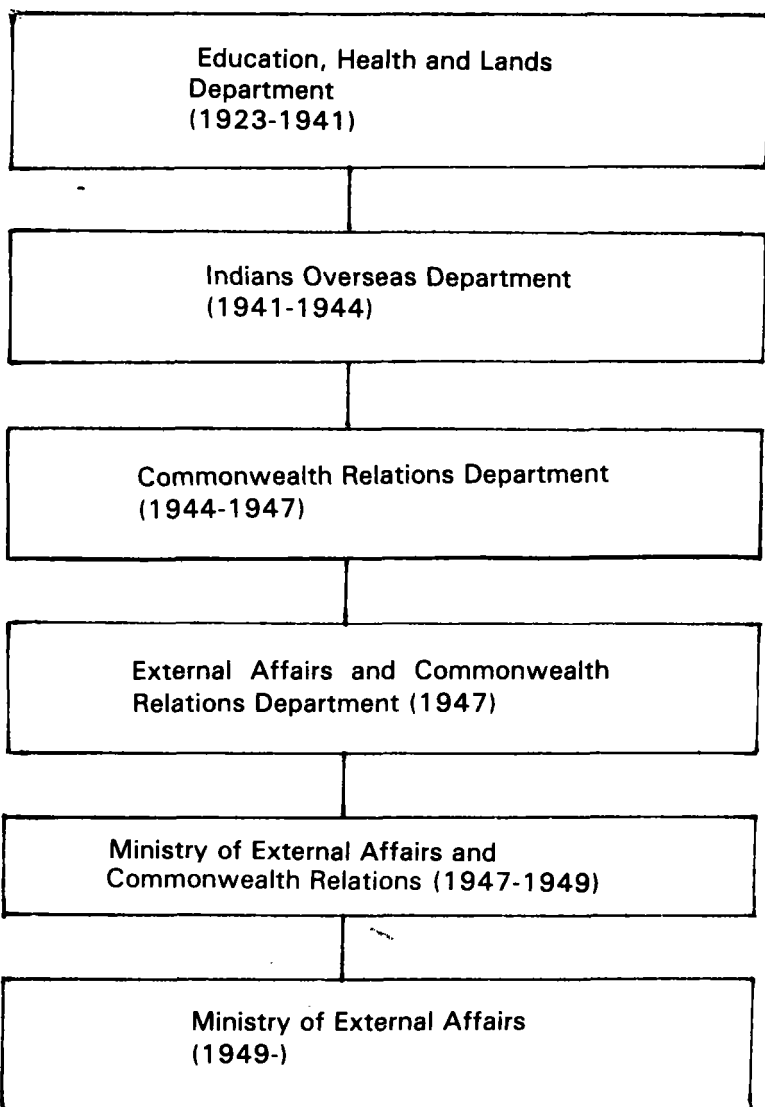 Education, Health and Lands
Department
(1923-1941)
Indians Overseas Department
(1941-1944)
Commonwealth Relations Department
(1944-1947)
External Affairs and Commonwealth
Relations Department (1947)
Ministry of External Affairs and
Commonwealth Relations (1947-1949)
Ministry of External Affairs
(1949-)